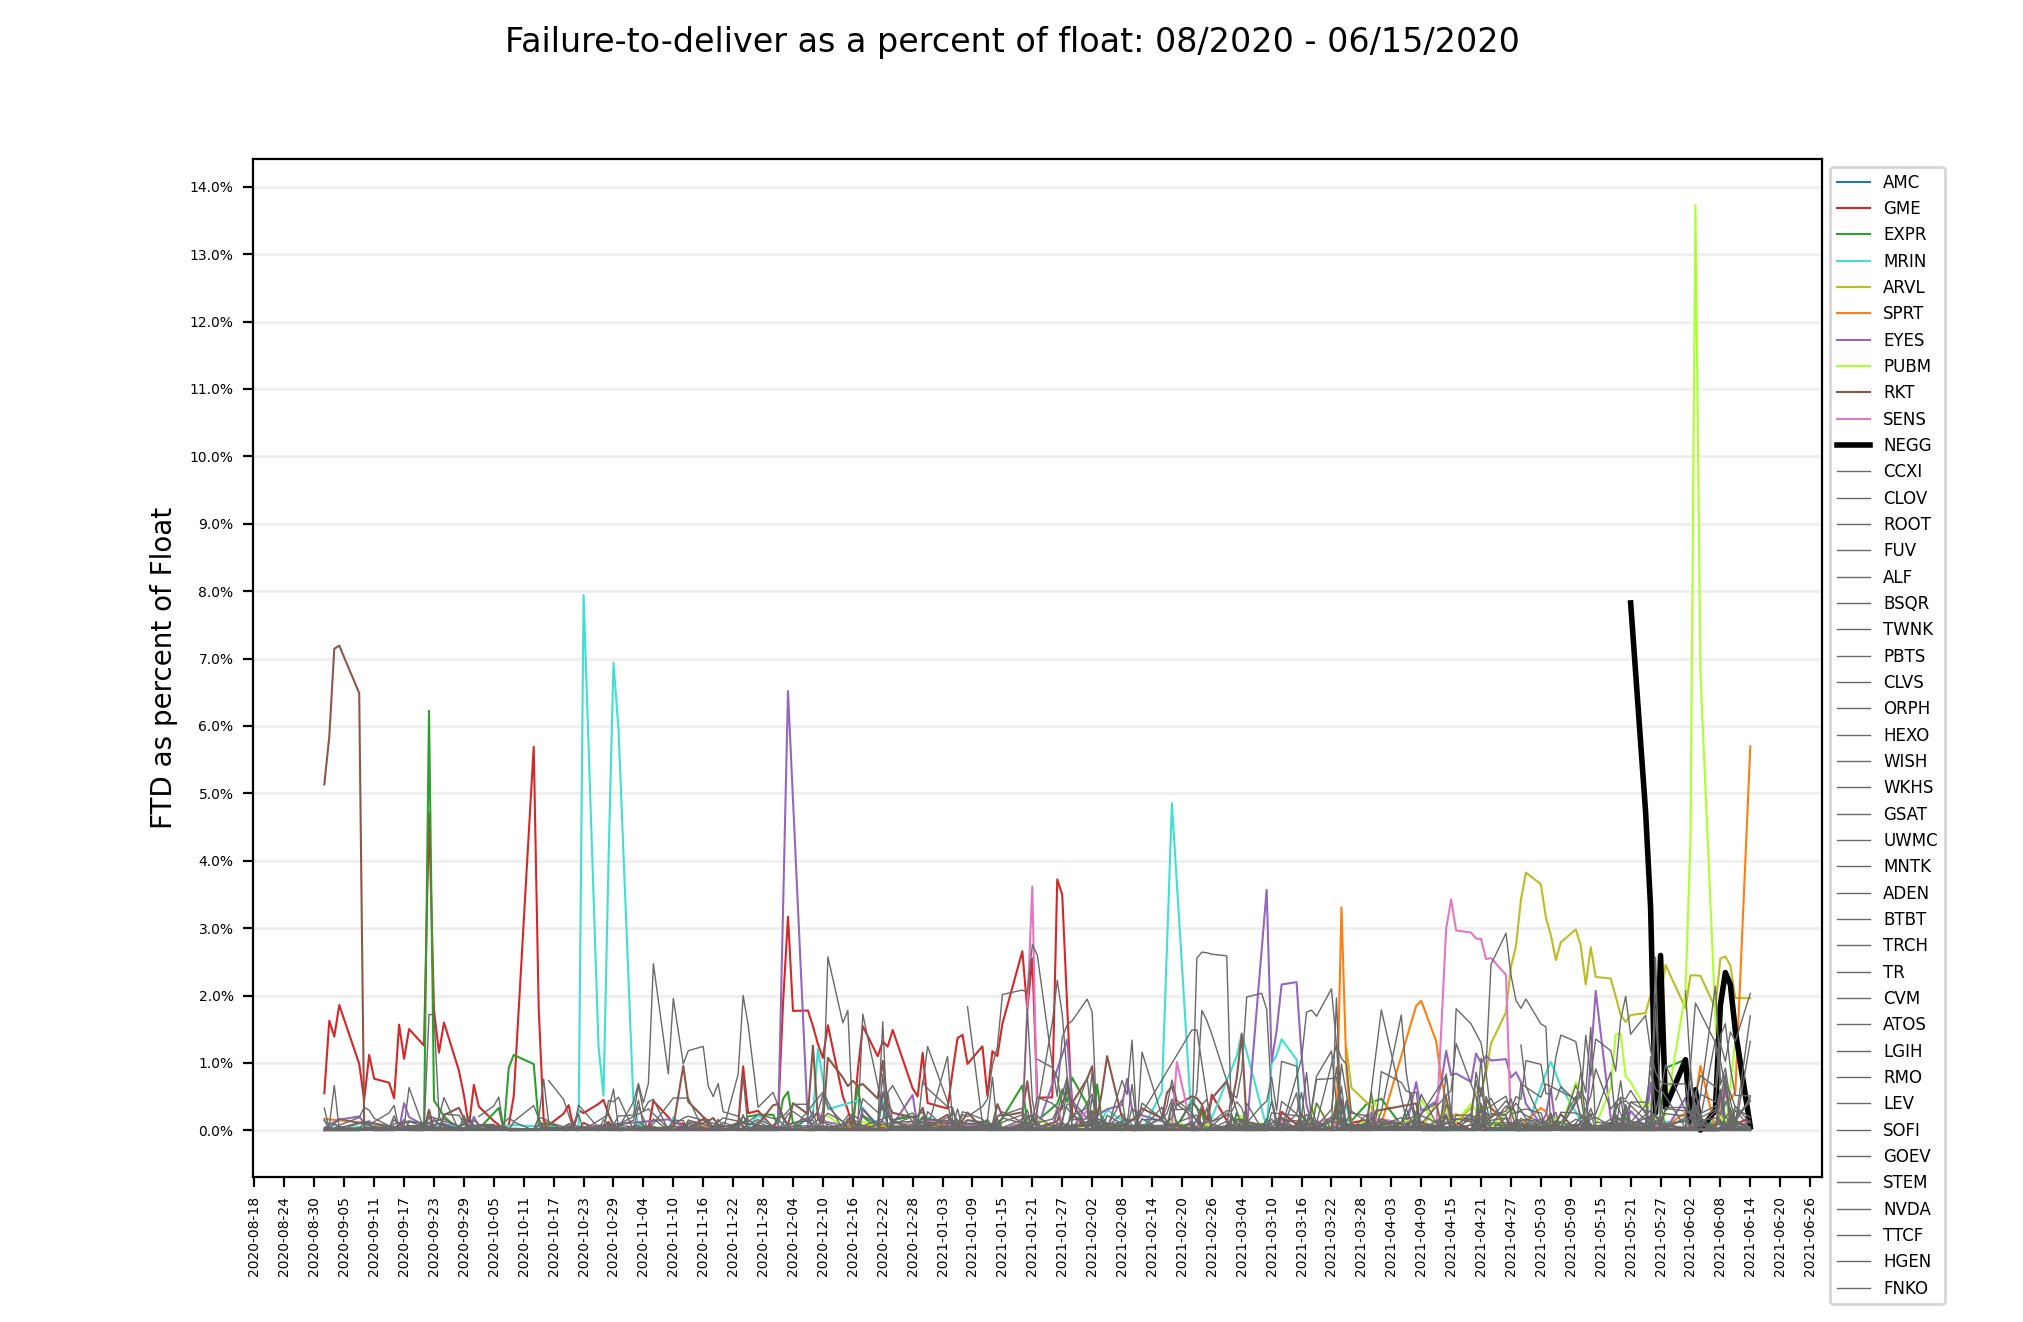 Failure-to-deliver as a percent of float: 08/2020 - 06/15/2020
FTD as percent of Float
14.0%
13.0%
12.0%
11.0%
10.0%
9.0%
8.0%
7.0%
6.0%
5.0%
4.0%
3.0%
2.0%
1.0%
0.0%
2020-08-18
2020-08-24
2020-08-30
2020-09-05
2020-09-11
2020-09-17
2020-09-23
2020-09-29
2020-10-05
2020-10-11
2020-10-17
2020-10-23
2020-10-29
2020-11-04
2020-11-10
2020-11-16
2020-11-22
2020-11-28
2020-12-04
2020-12-10
2020-12-16
2020-12-22
2020-12-28
2021-01-03
2021-01-09
2021-01-15
2021-01-21
2021-01-27
2021-02-02
2021-02-08
2021-02-14
2021-02-20
2021-02-26
2021-03-04
2021-03-10
2021-03-16
2021-03-22
2021-03-28
2021-04-03
2021-04-09
2021-04-15
2021-04-21
2021-04-27
2021-05-03
2021-05-09
2021-05-15
2021-05-21
2021-05-27
2021-06-02
2021-06-08
2021-06-14
2021-06-20
2021-06-26
AMC
GME
EXPR
MRIN
ARVL
SPRT
EYES
PUBM
RKT
SENS
NEGG
CCXI
CLOV
ROOT
FUV
ALF
BSQR
TWNK
PBTS
CLVS
ORPH
HEXO
WISH
WKHS
GSAT
UWMC
MNTK
ADEN
BTBT
TRCH
TR
CVM
ATOS
LGIH
RMO
LEV
SOFI
GOEV
STEM
NVDA
TTCF
HGEN
FNKO